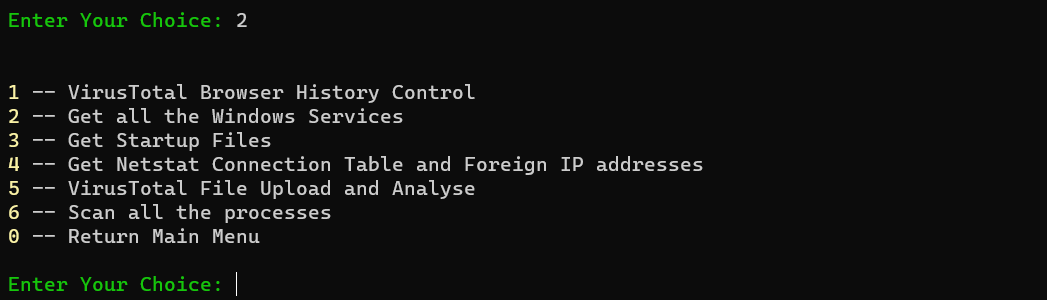 Enter Your Choice: 2
1 -- VirusTotal Browser History Control
2 -- Get all the Windows Services
3 -- Get Startup Files
4 -- Get Netstat Connection Table and Foreign IP addresses
5 -- VirusTotal File Upload and Analyse
6 -- Scan all the processes
0 -- Return Main Menu
Enter Your Choice: